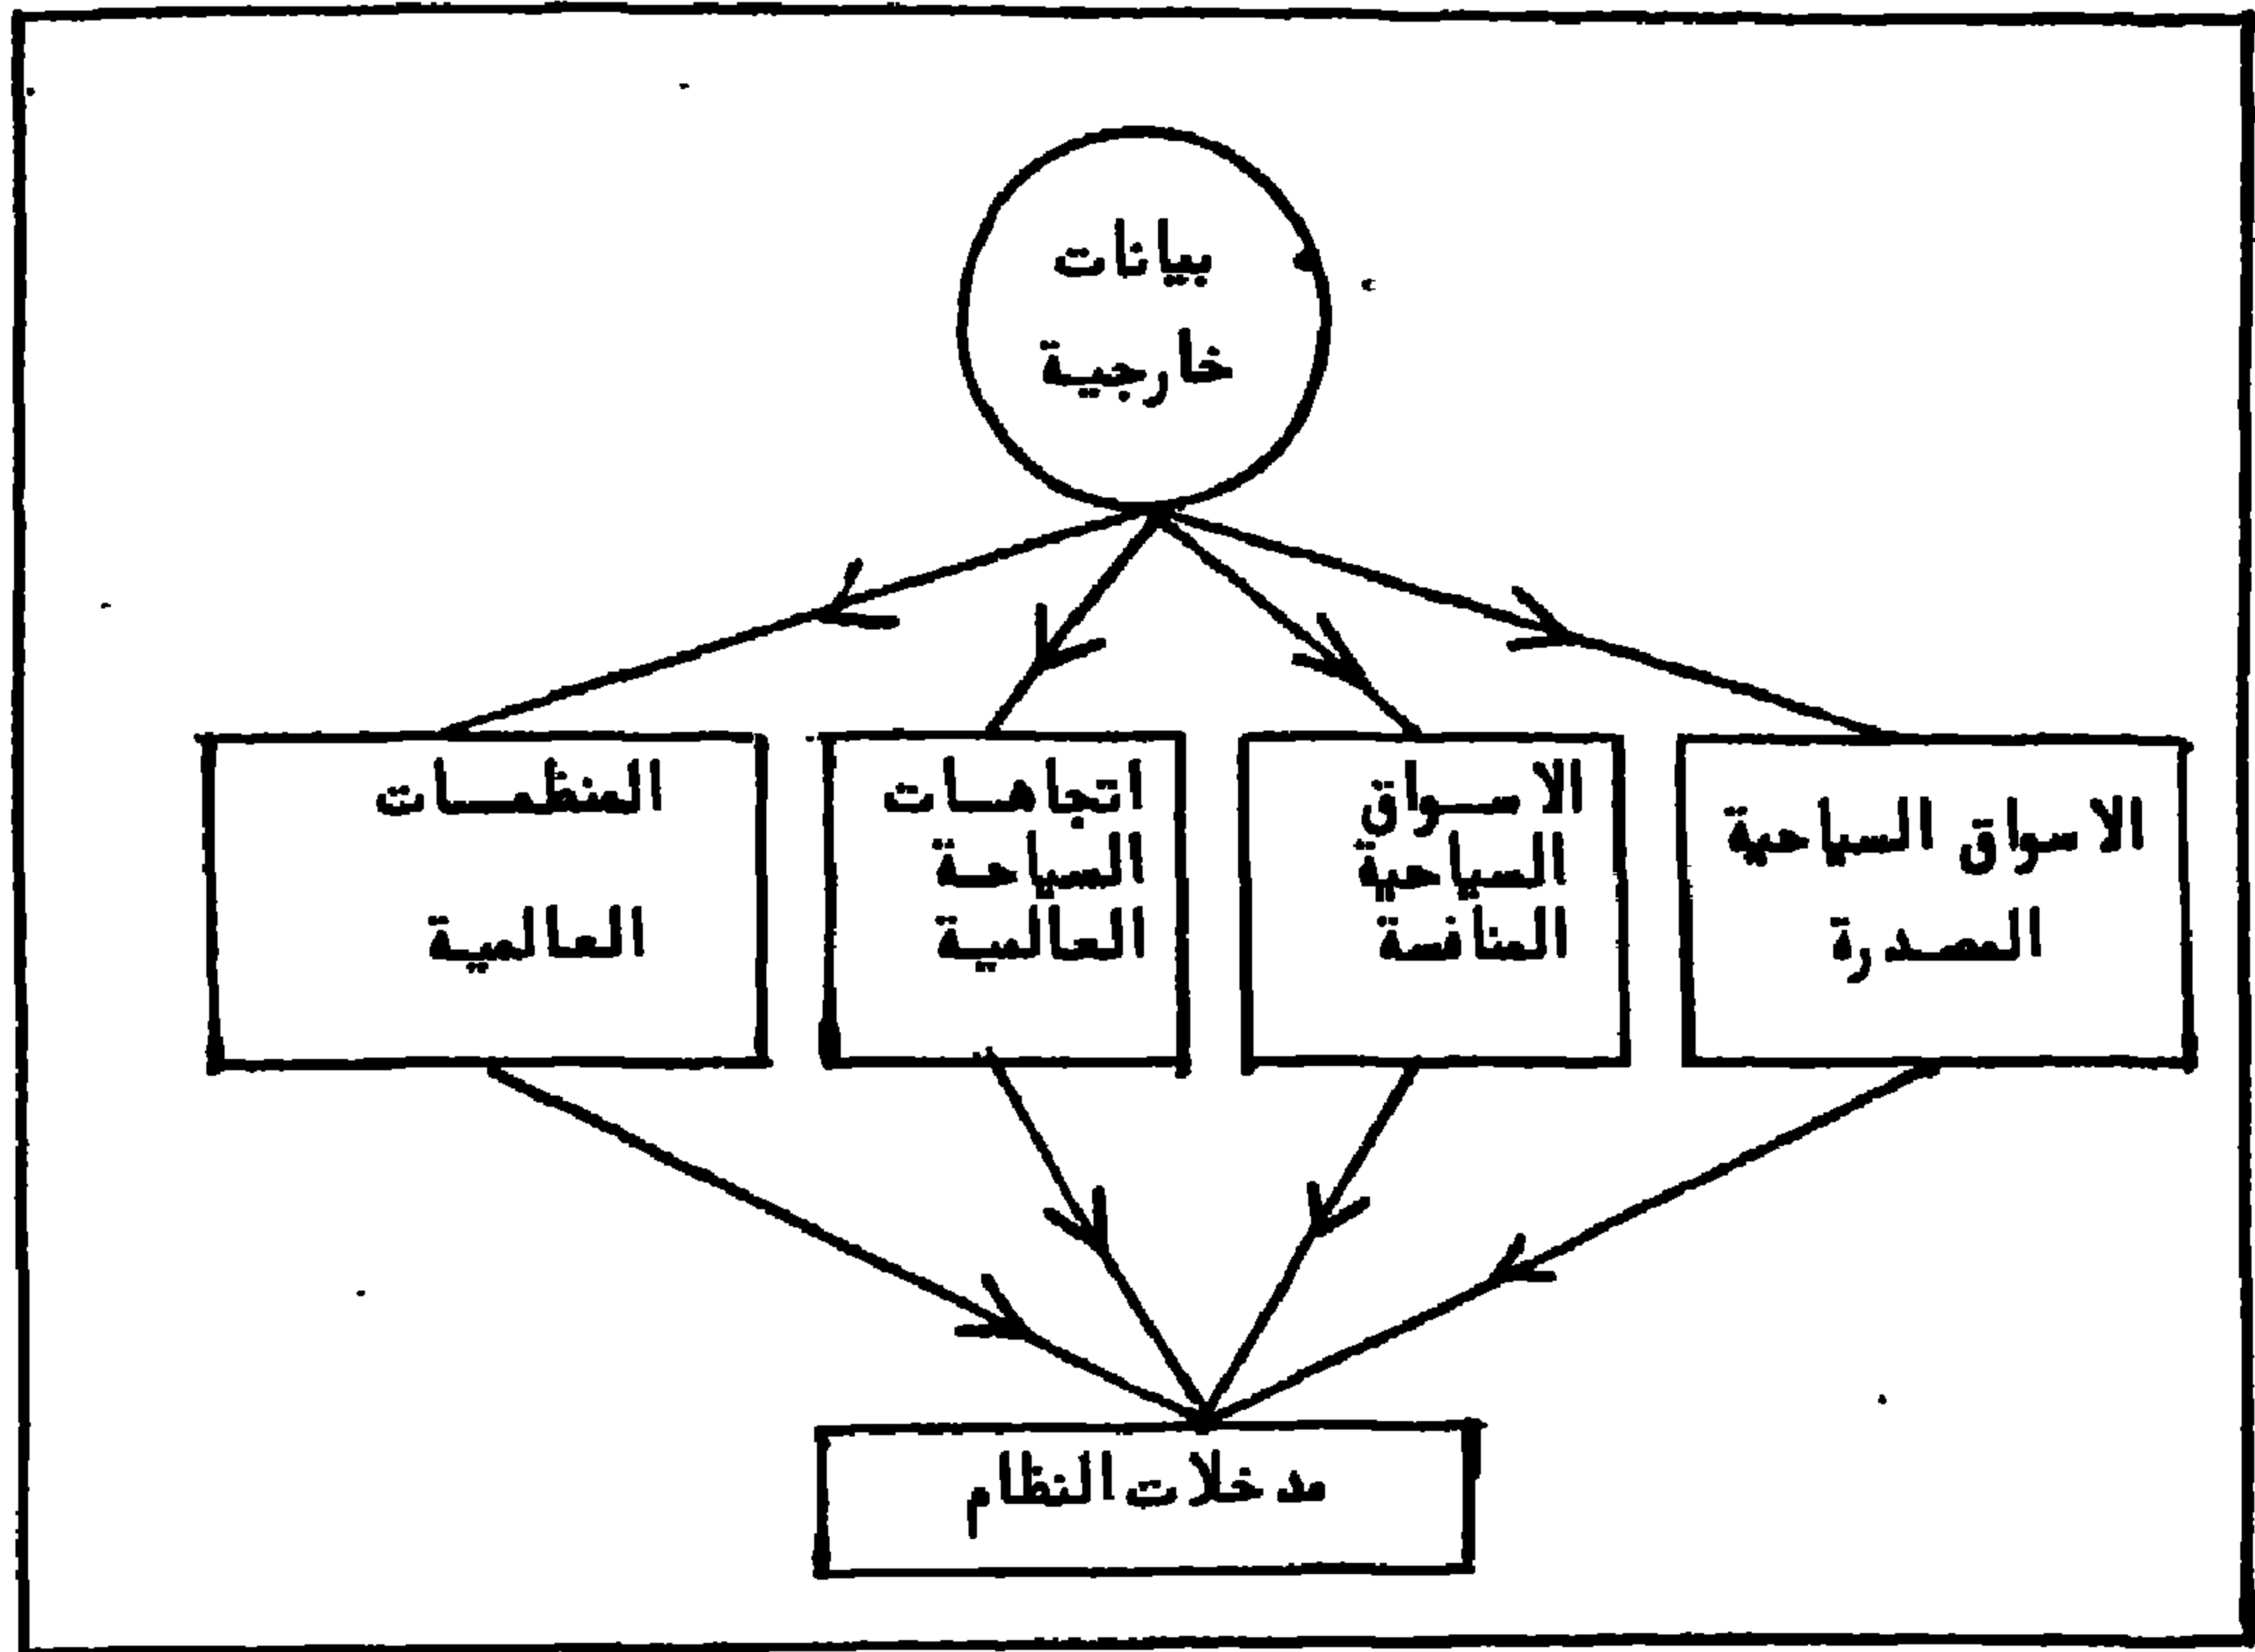 بيانات
خارجية
الاسواق السياحية
المصدرة
الاسواق
السياحية
المنافسة
اتجاهات
السياحة
العالمية
المنظمات
العالمية
مدخلات النظام